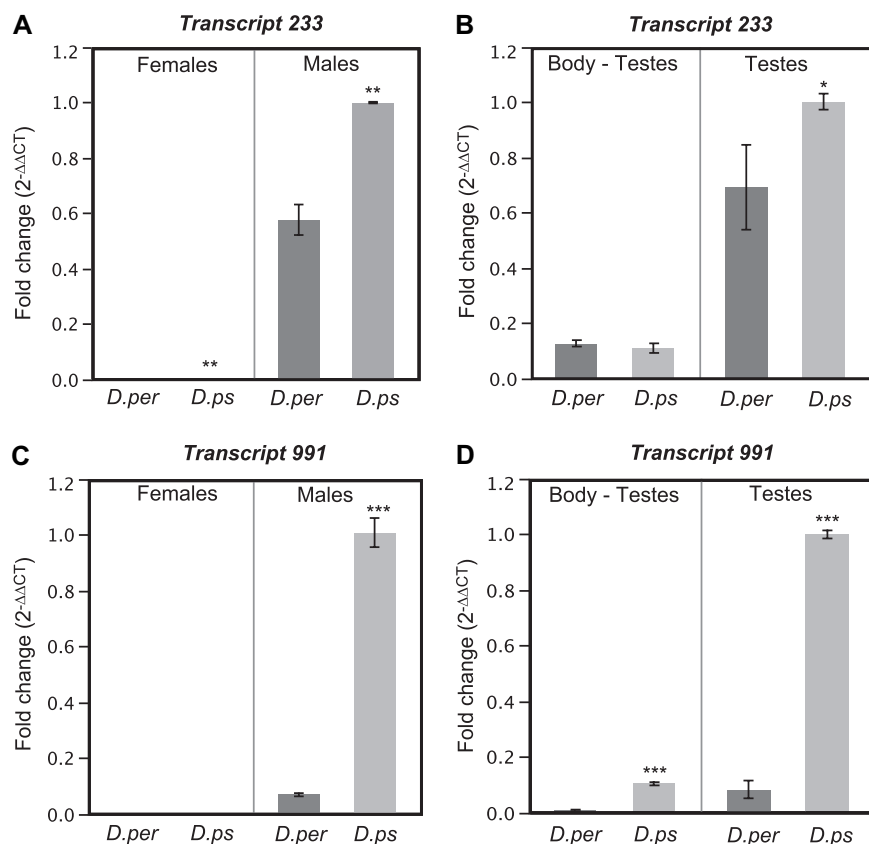 A
Transcript 233
Females
Males
Fold change (2-ΔΔCT)
1.2
1.0
0.8
0.6
0.4
0.2
0.0
**
**
D.per
D.ps
D.per
D.ps
B
Transcript 233
Body - Testes
Testes
Fold change (2-ΔΔCT)
1.2
1.0
0.8
0.6
0.4
0.2
0.0
*
D.per
D.ps
D.per
D.ps
C
Transcript 991
Females
Males
Fold change (2-ΔΔCT)
1.2
1.0
0.8
0.6
0.4
0.2
0.0
***
D.per
D.ps
D.per
D.ps
D
Transcript 991
Body - Testes
Testes
Fold change (2-ΔΔCT)
1.2
1.0
0.8
0.6
0.4
0.2
0.0
***
***
D.per
D.ps
D.per
D.ps